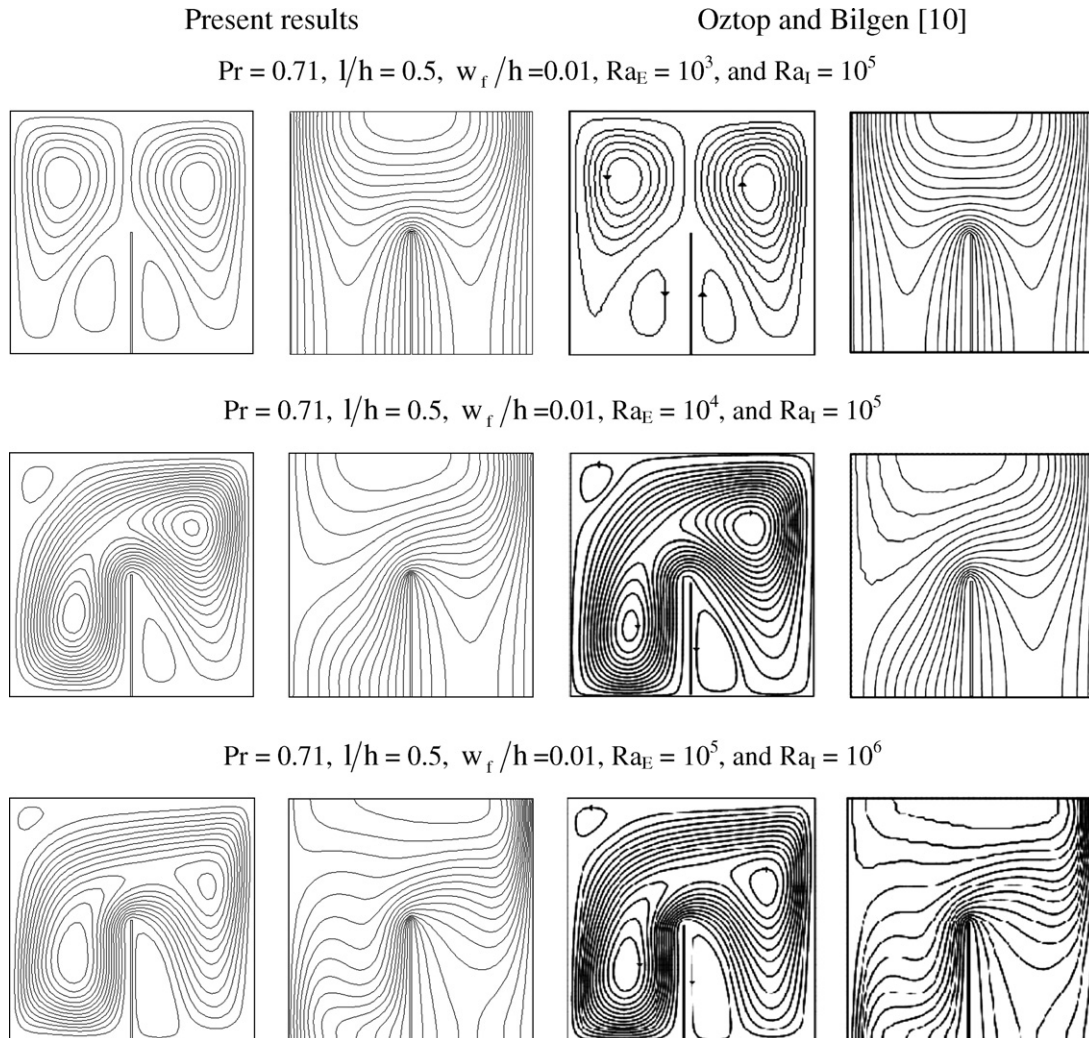 Present results Oztop and Bilgen [10]
Pr = 0.71, l/h = 0.5, w_f/h =0.01, Ra_E = 10^3, and Ra_I = 10^5
Pr = 0.71, l/h = 0.5, w_f/h =0.01, Ra_E = 10^4, and Ra_I = 10^5
Pr = 0.71, l/h = 0.5, w_f/h =0.01, Ra_E = 10^5, and Ra_I = 10^6